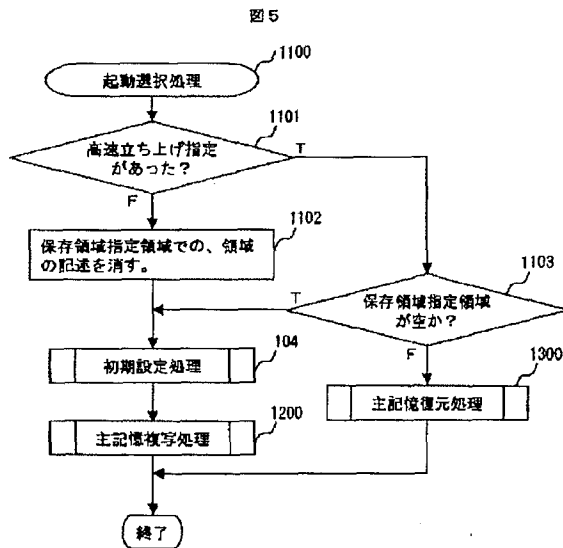 図５
1100
起動選択処理
1101
高速立ち上げ指定
があった？
T
F
1102
保存領域指定領域での、領域
の記述を消す。
1103
T
保存領域指定領域
が空か？
F
104
初期設定処理
1300
主記憶復元処理
1200
主記憶複写処理
終了